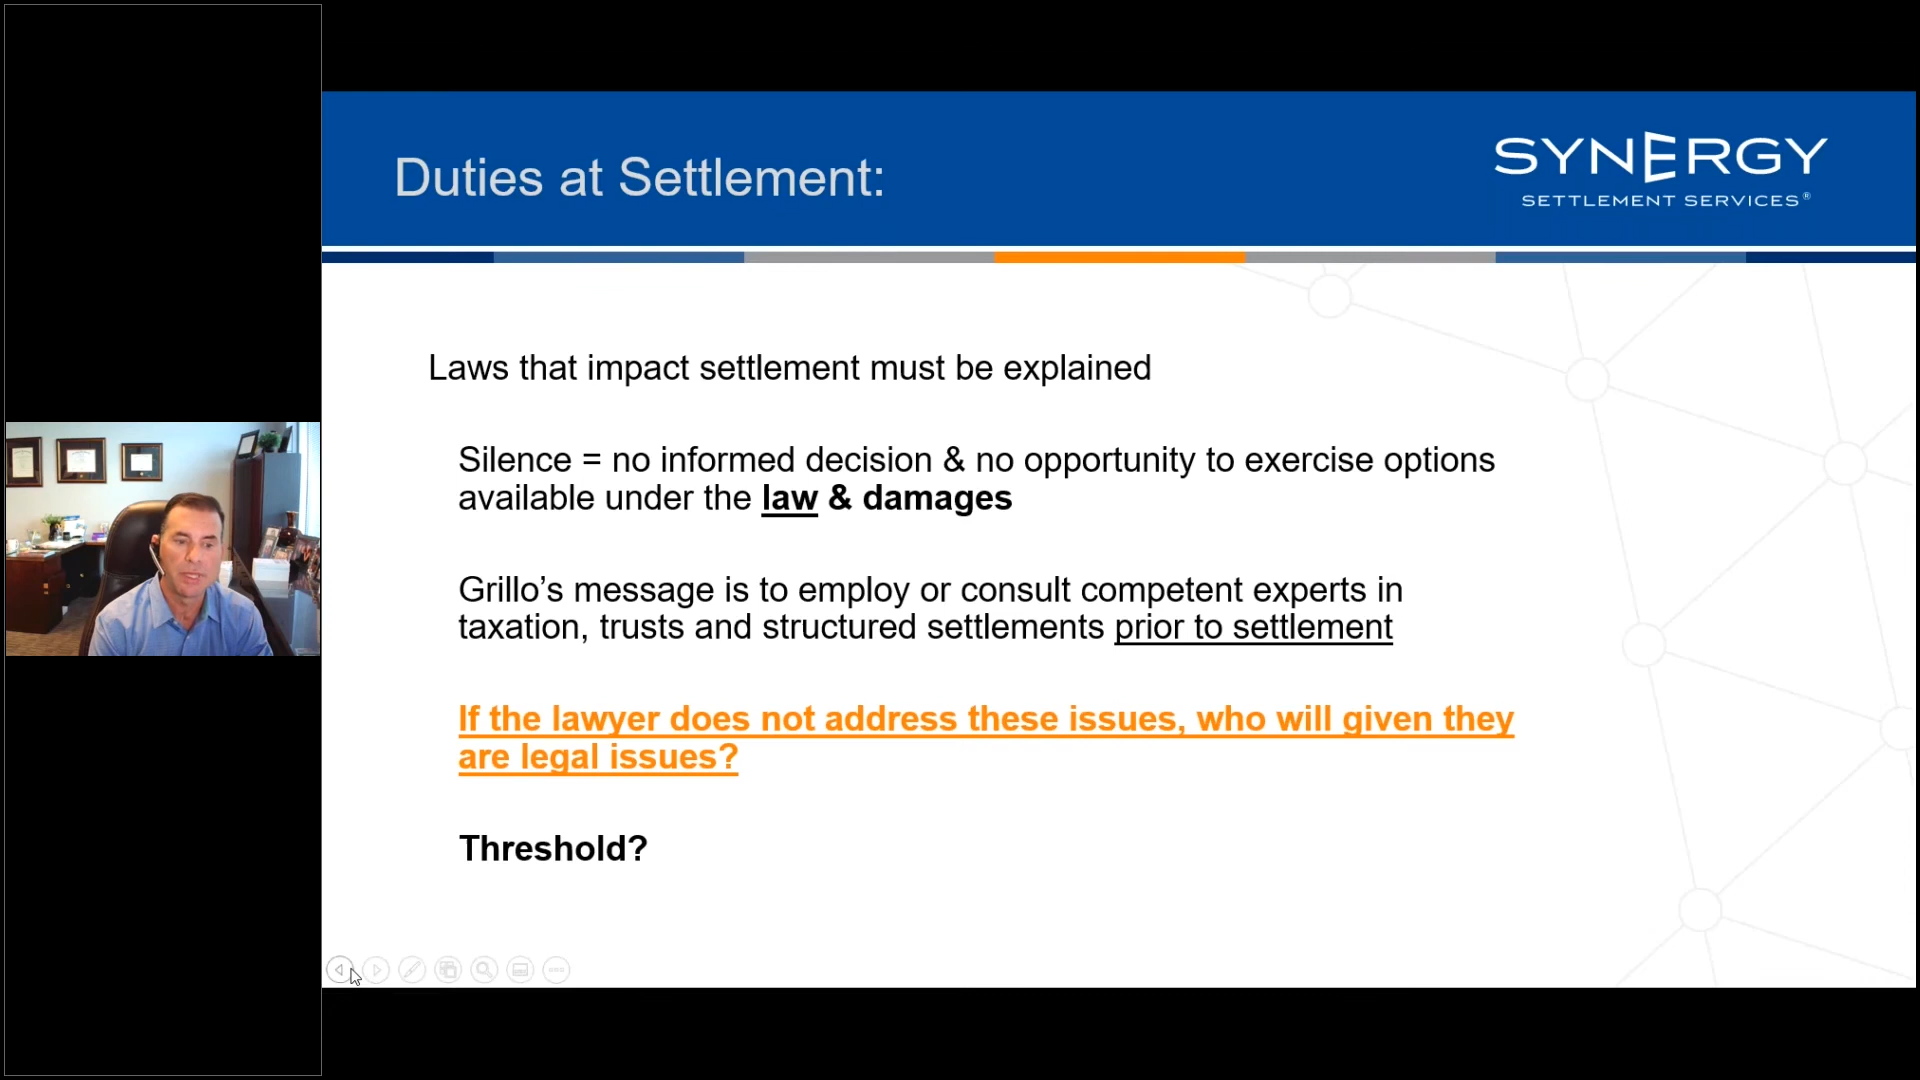 Duties at Settlement:
SYNERGY
SETTLEMENT SERVICES®
Laws that impact settlement must be explained
Silence = no informed decision & no opportunity to exercise options
available under the law & damages
Grillo’s message is to employ or consult competent experts in
taxation, trusts and structured settlements prior to settlement
If the lawyer does not address these issues, who will given they
are legal issues?
Threshold?